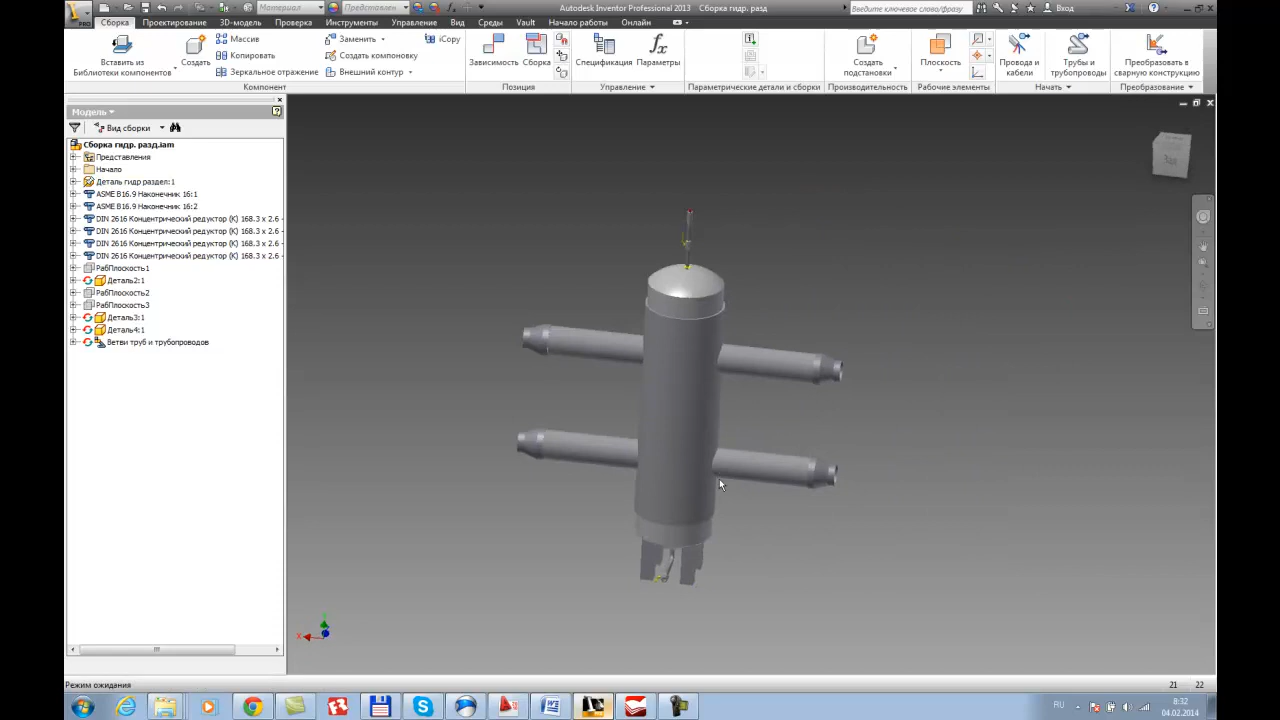 PRO
Материал
Представлен
Autodesk Inventor Professional 2013
Сборка гидр. разд
Введите ключевое слово/фразу
Вход
Сборка
Проектирование
3D-модель
Проверка
Инструменты
Управление
Вид
Среды
Vault
Начало работы
Онлайн
Вставить из
Библиотеки компонентов
Создать
Массив
Копировать
Зеркальное отражение
Заменить
Создать компоновку
Внешний контур
iCopy
Зависимость
Сборка
Спецификация
Параметры
Создать
подстановки
Плоскость
Провода и
кабели
Трубы и
трубопроводы
Преобразовать в
сварную конструкцию
Компонент
Позиция
Управление
Параметрические детали и сборки
Производительность
Рабочие элементы
Начать
Преобразование
Модель
Вид сборки
Сборка гидр. разд.iam
Представления
Начало
Деталь гидр раздел:1
ASME B16.9 Наконечник 16:1
ASME B16.9 Наконечник 16:2
DIN 2616 Концентрический редуктор (K) 168.3 x 2.6 -
DIN 2616 Концентрический редуктор (K) 168.3 x 2.6 -
DIN 2616 Концентрический редуктор (K) 168.3 x 2.6 -
DIN 2616 Концентрический редуктор (K) 168.3 x 2.6 -
РабПлоскость1
Деталь2:1
РабПлоскость2
РабПлоскость3
Деталь3:1
Деталь4:1
Ветви труб и трубопроводов
X
Режим ожидания
21
22
RU
8:32
04.02.2014